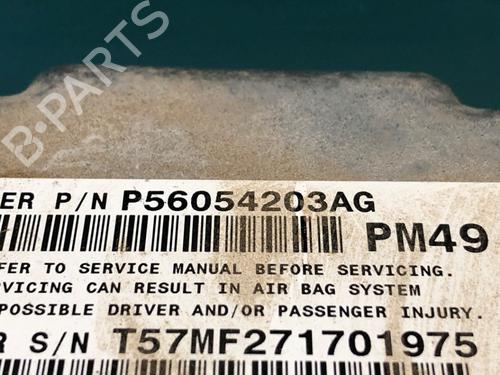 B-PARTS
ER P/N P56054203AG
PM49
FER TO SERVICE MANUAL BEFORE SERVICING.
VICING CAN RESULT IN AIR BAG SYSTEM
POSSIBLE DRIVER AND/OR PASSENGER INJURY.
R S/N T57MF271701975